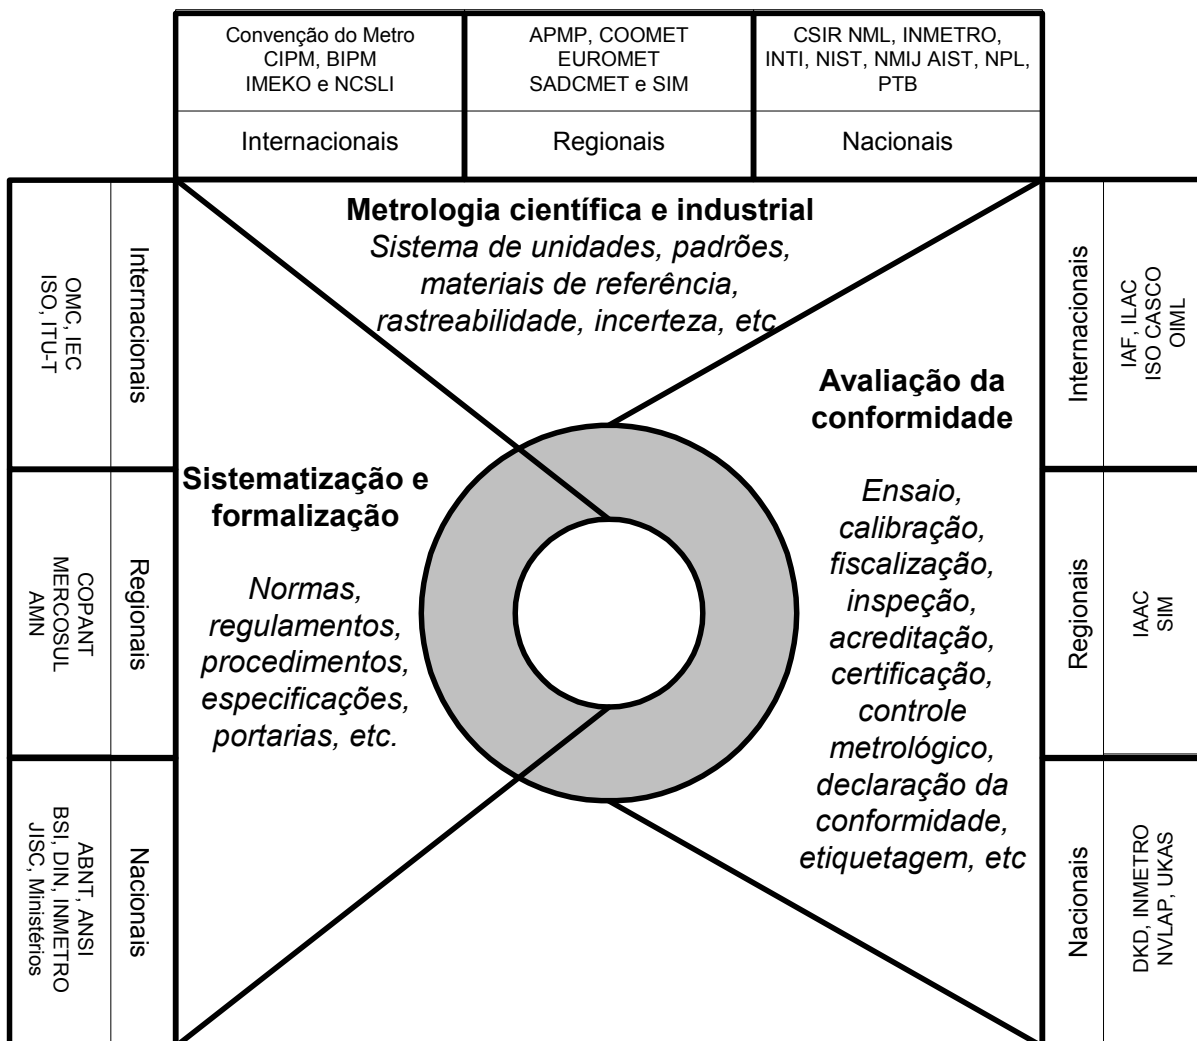 Convenção do Metro
CIPM, BIPM
IMEKO e NCSLI
APMP, COOMET
EUROMET
SADCMET e SIM
CSIR NML, INMETRO,
INTI, NIST, NMIJ AIST, NPL,
PTB
Internacionais
Regionais
Nacionais
Metrologia científica e industrial
Sistema de unidades, padrões,
materiais de referência,
rastreabilidade, incerteza, etc
Internacionais
OMC, IEC
ISO, ITU-T
Regionais
COPANT
MERCOSUL
AMN
Nacionais
ABNT, ANSI
BSI, DIN, INMETRO
JISC, Ministérios
Sistematização e
formalização
Normas,
regulamentos,
procedimentos,
especificações,
portarias, etc.
Avaliação da
conformidade
Ensaio,
calibração,
fiscalização,
inspeção,
acreditação,
certificação,
controle
metrológico,
declaração da
conformidade,
etiquetagem, etc
Internacionais
IAF, ILAC
ISO CASCO
OIML
Regionais
IAAC
SIM
Nacionais
DKD, INMETRO
NVLAP, UKAS